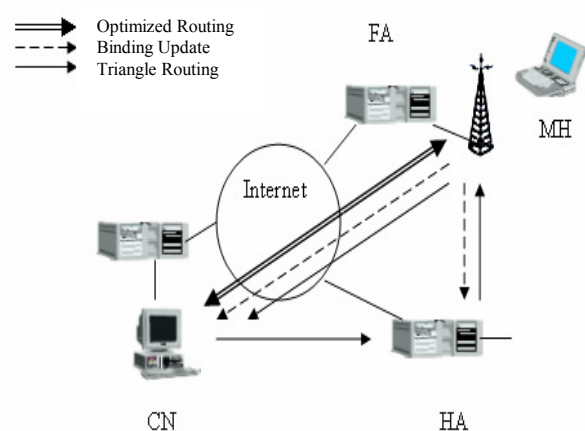 Optimized Routing
Binding Update
Triangle Routing
FA
MH
Internet
CN
HA